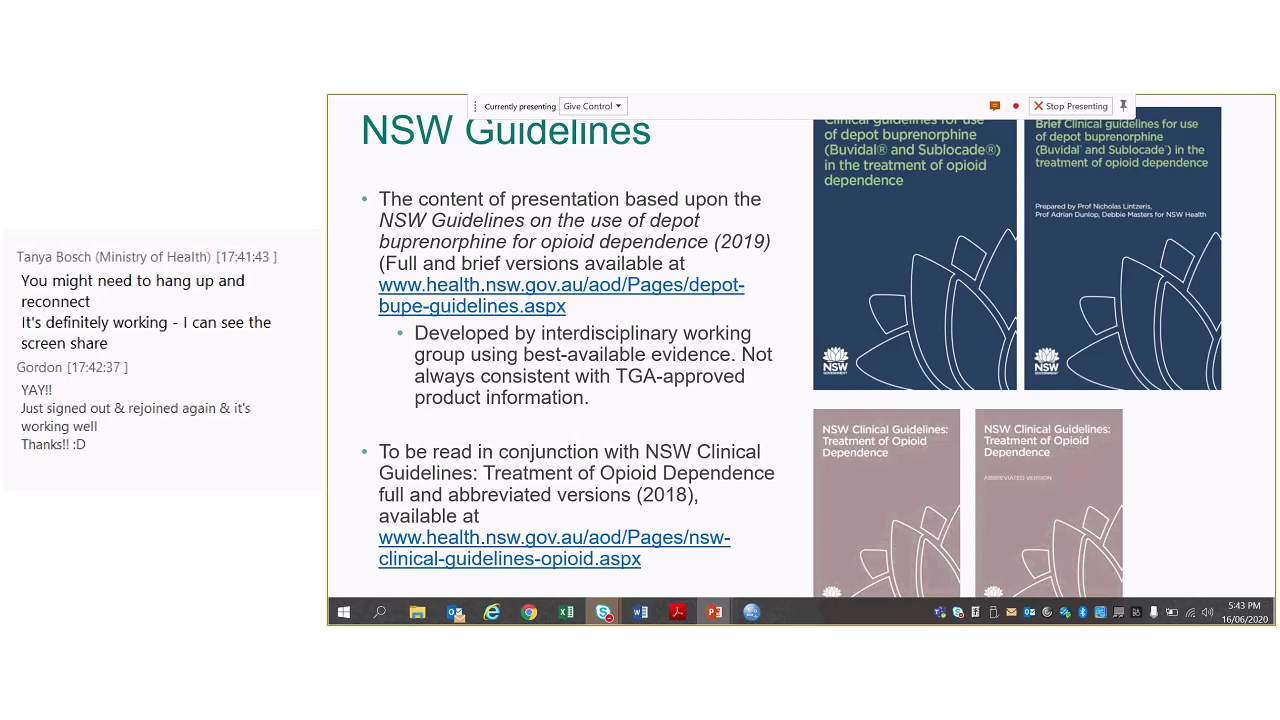 Currently presenting
Give Control
Stop Presenting
Tanya Bosch (Ministry of Health) [17:41:43 ]
You might need to hang up and
reconnect
It's definitely working - I can see the
screen share
Gordon [17:42:37 ]
YAY!!
Just signed out & rejoined again & it's
working well
Thanks!! :D
NSW Guidelines
• The content of presentation based upon the
NSW Guidelines on the use of depot
buprenorphine for opioid dependence (2019)
(Full and brief versions available at
www.health.nsw.gov.au/aod/Pages/depot-
bupe-guidelines.aspx
• Developed by interdisciplinary working
group using best-available evidence. Not
always consistent with TGA-approved
product information.
• To be read in conjunction with NSW Clinical
Guidelines: Treatment of Opioid Dependence
full and abbreviated versions (2018),
available at
www.health.nsw.gov.au/aod/Pages/nsw-
clinical-guidelines-opioid.aspx
Clinical guidelines for use
of depot buprenorphine
(Buvidal® and Sublocade®)
in the treatment of opioid
dependence
NSW
GOVERNMENT
Brief Clinical guidelines for use
of depot buprenorphine
(Buvidal® and Sublocade®) in the
treatment of opioid dependence
Prepared by Prof Nicholas Lintzeris,
Prof Adrian Dunlop, Debbie Masters for NSW Health
NSW
GOVERNMENT
NSW Clinical Guidelines:
Treatment of Opioid
Dependence
NSW Clinical Guidelines:
Treatment of Opioid
Dependence
ABBREVIATED VERSION
5:43 PM
16/06/2020